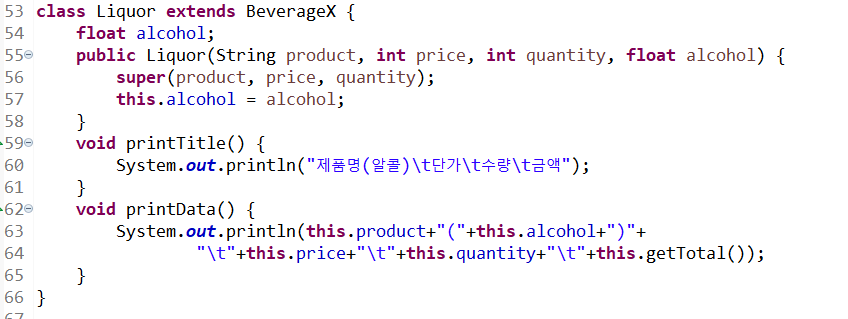 53 class Liquor extends BeverageX {
54     float alcohol;
55     public Liquor(String product, int price, int quantity, float alcohol) {
56         super(product, price, quantity);
57         this.alcohol = alcohol;
58     }
59     void printTitle() {
60         System.out.println("제품명(알콜)\t단가\t수량\t금액");
61     }
62     void printData() {
63         System.out.println(this.product+"("+this.alcohol+")"+
64                 "\t"+this.price+"\t"+this.quantity+"\t"+this.getTotal());
65     }
66 }
67